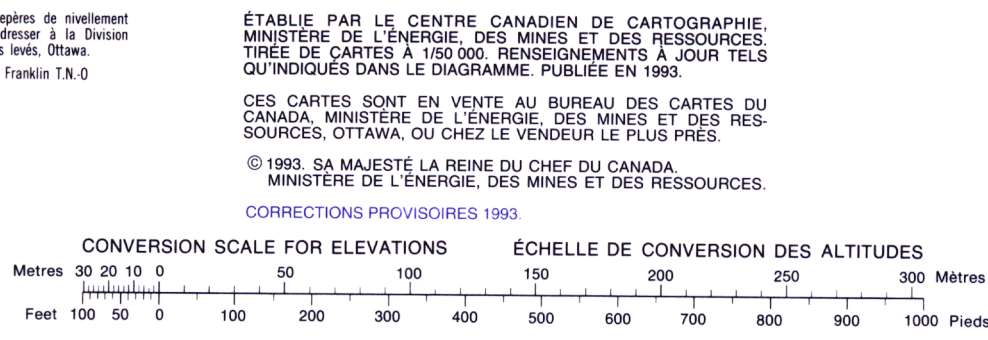 epères de nivellement
dresser à la Division
s levés, Ottawa.
Franklin T.N.-O
ÉTABLIE PAR LE CENTRE CANADIEN DE CARTOGRAPHIE,
MINISTÈRE DE L'ÉNERGIE, DES MINES ET DES RESSOURCES.
TIRÉE DE CARTES À 1/50 000. RENSEIGNEMENTS À JOUR TELS
QU'INDIQUÉS DANS LE DIAGRAMME. PUBLIÉE EN 1993.
CES CARTES SONT EN VENTE AU BUREAU DES CARTES DU
CANADA, MINISTÈRE DE L'ÉNERGIE, DES MINES ET DES RES-
SOURCES, OTTAWA, OU CHEZ LE VENDEUR LE PLUS PRÈS.
© 1993. SA MAJESTÉ LA REINE DU CHEF DU CANADA.
MINISTÈRE DE L'ÉNERGIE, DES MINES ET DES RESSOURCES.
CORRECTIONS PROVISOIRES 1993.
CONVERSION SCALE FOR ELEVATIONS ÉCHELLE DE CONVERSION DES ALTITUDES
Metres 30 20 10 0 50 100 150 200 250 300 Mètres
Feet 100 50 0 100 200 300 400 500 600 700 800 900 1000 Pieds